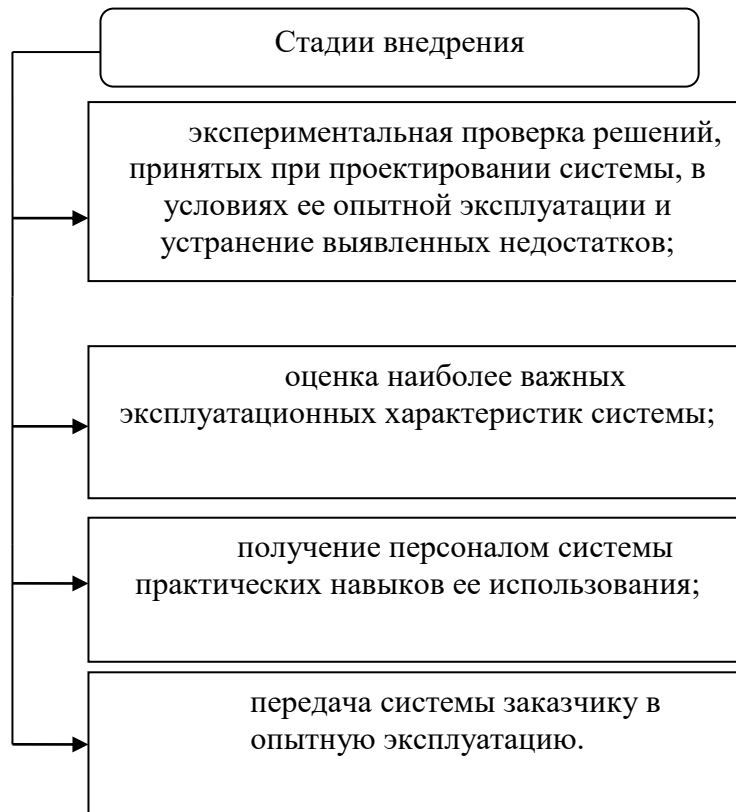 Стадии внедрения
экспериментальная проверка решений,
принятых при проектировании системы, в
условиях ее опытной эксплуатации и
устранение выявленных недостатков;
оценка наиболее важных
эксплуатационных характеристик системы;
получение персоналом системы
практических навыков ее использования;
передача системы заказчику в
опытную эксплуатацию.